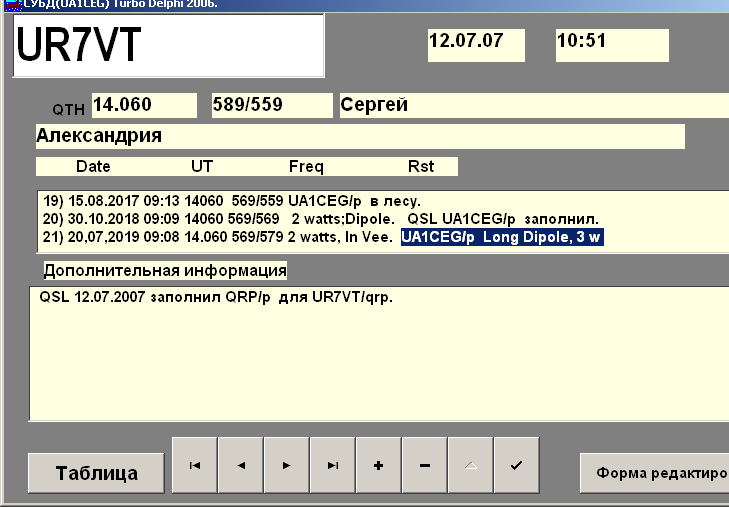 СУБД(UA1CEG) Turbo Delphi 2006.
UR7VT
12.07.07 10:51
QTH 14.060 589/559 Сергей
Александрия
Date UT Freq Rst
19) 15.08.2017 09:13 14060 569/559 UA1CEG/p в лесу.
20) 30.10.2018 09:09 14060 569/569 2 watts;Dipole. QSL UA1CEG/p заполнил.
21) 20,07,2019 09:08 14.060 569/579 2 watts, In Vee. UA1CEG/p Long Dipole, 3 w
Дополнительная информация
QSL 12.07.2007 заполнил QRP/p для UR7VT/qrp.
Таблица
Форма редактиро